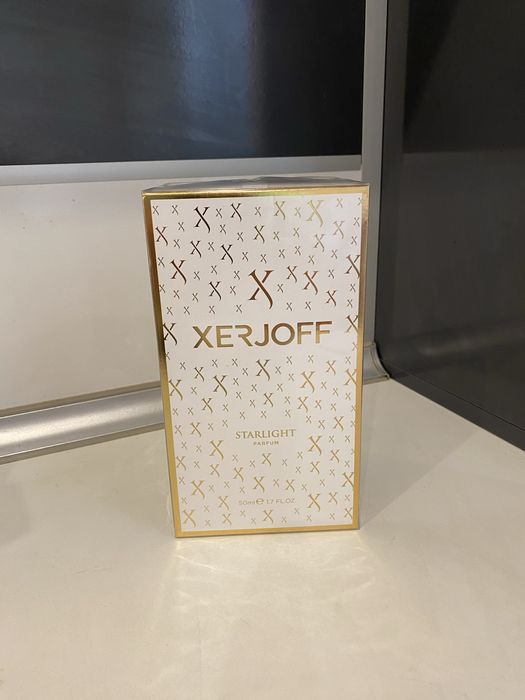 X
XERJOFF
STARLIGHT
PARFUM
50ml ℮ 1.7 FL.OZ